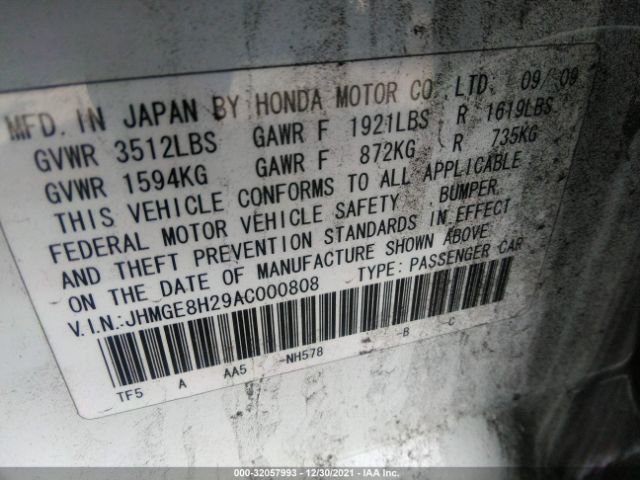 MFD. IN JAPAN BY HONDA MOTOR CO.,LTD. 09/09
GVWR 3512LBS GAWR F 1921LBS R 1619LBS
GVWR 1594KG GAWR F 872KG R 735KG
THIS VEHICLE CONFORMS TO ALL APPLICABLE
FEDERAL MOTOR VEHICLE SAFETY, BUMPER,
AND THEFT PREVENTION STANDARDS IN EFFECT
ON THE DATE OF MANUFACTURE SHOWN ABOVE.
V.I.N.:JHMGE8H29AC000808 TYPE: PASSENGER CAR
TF5 A AA5 -NH578 -B C
000-32057993 | 12/30/2021 - IAA Inc.